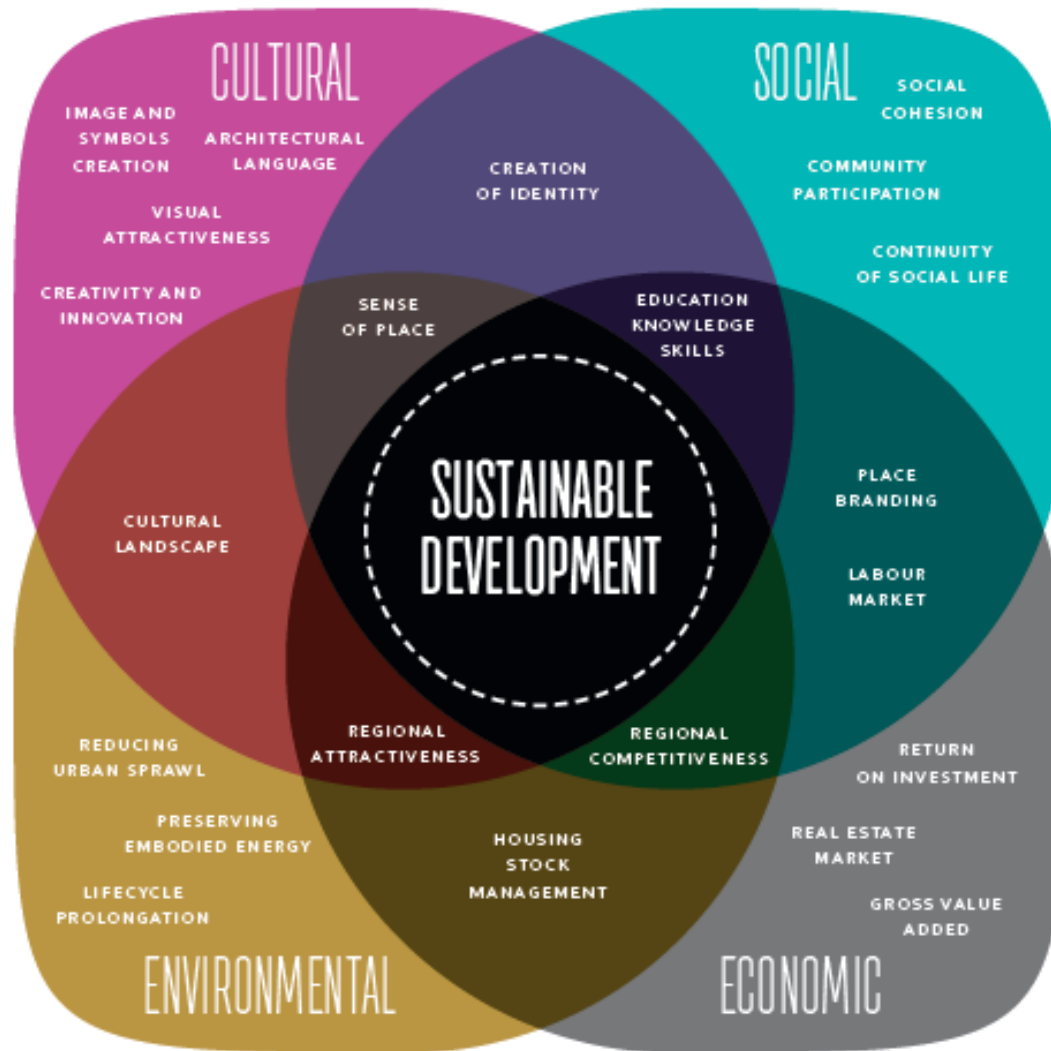 CULTURAL
IMAGE AND
SYMBOLS
CREATION
ARCHITECTURAL
LANGUAGE
VISUAL
ATTRACTIVENESS
CREATIVITY AND
INNOVATION
SOCIAL
SOCIAL
COHESION
COMMUNITY
PARTICIPATION
CONTINUITY
OF SOCIAL LIFE
CREATION
OF IDENTITY
SENSE
OF PLACE
EDUCATION
KNOWLEDGE
SKILLS
SUSTAINABLE
DEVELOPMENT
CULTURAL
LANDSCAPE
PLACE
BRANDING
LABOUR
MARKET
REGIONAL
ATTRACTIVENESS
REGIONAL
COMPETITIVENESS
REDUCING
URBAN SPRAWL
PRESERVING
EMBODIED ENERGY
LIFECYCLE
PROLONGATION
ENVIRONMENTAL
HOUSING
STOCK
MANAGEMENT
RETURN
ON INVESTMENT
REAL ESTATE
MARKET
GROSS VALUE
ADDED
ECONOMIC